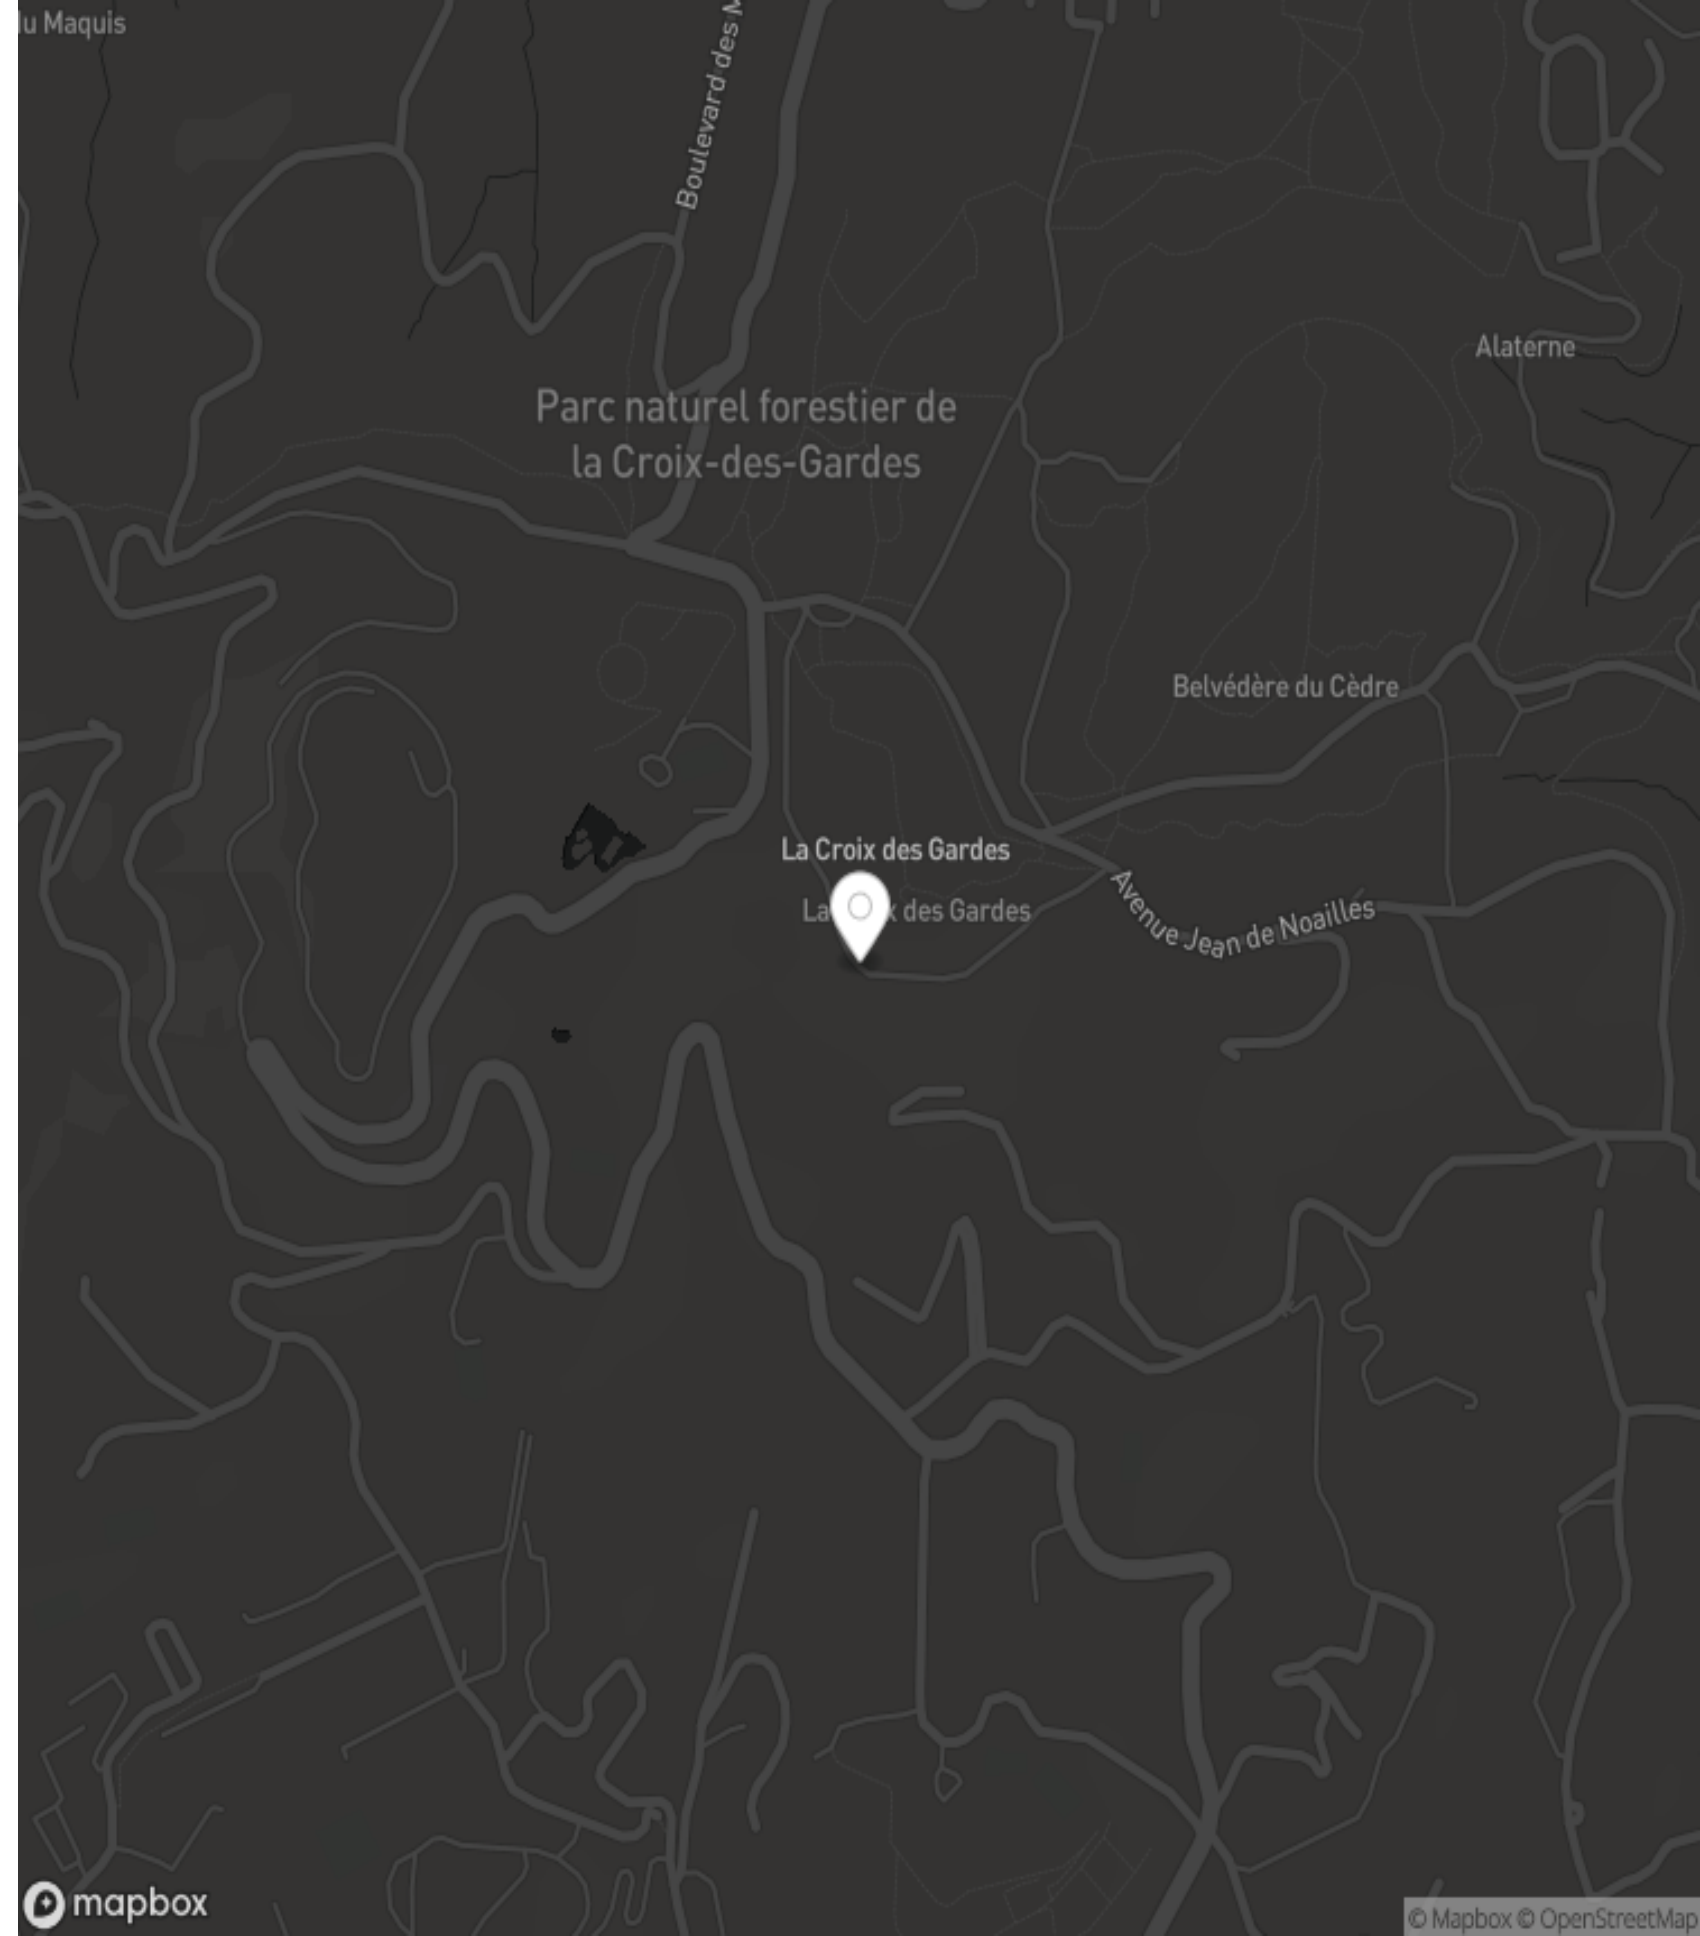 lu Maquis
Boulevard des M
Alaterne
Parc naturel forestier de
la Croix-des-Gardes
Belvédère du Cèdre
La Croix des Gardes
La x des Gardes
Avenue Jean de Noailles
mapbox
© Mapbox © OpenStreetMap